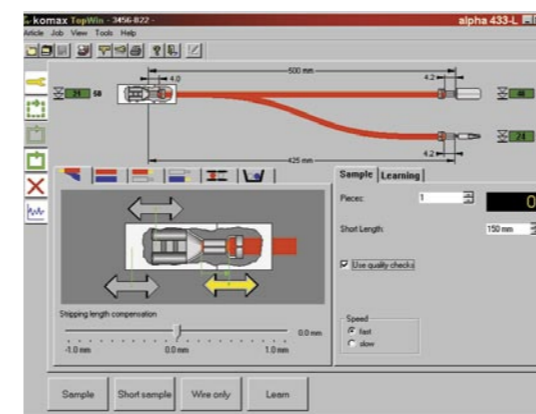 komax TopWin - 3456-822 - alpha 433-L
Article Job View Tools Help
500 mm
4.0
4.2
58
4.2
425 mm
Sample Learning
Pieces: 1 0
Short Length: 150 mm
Use quality checks
Stripping length compensation
0.0 mm
-1.0 mm 0.0 mm 1.0 mm
Speed
fast
slow
Sample Short sample Wire only Learn